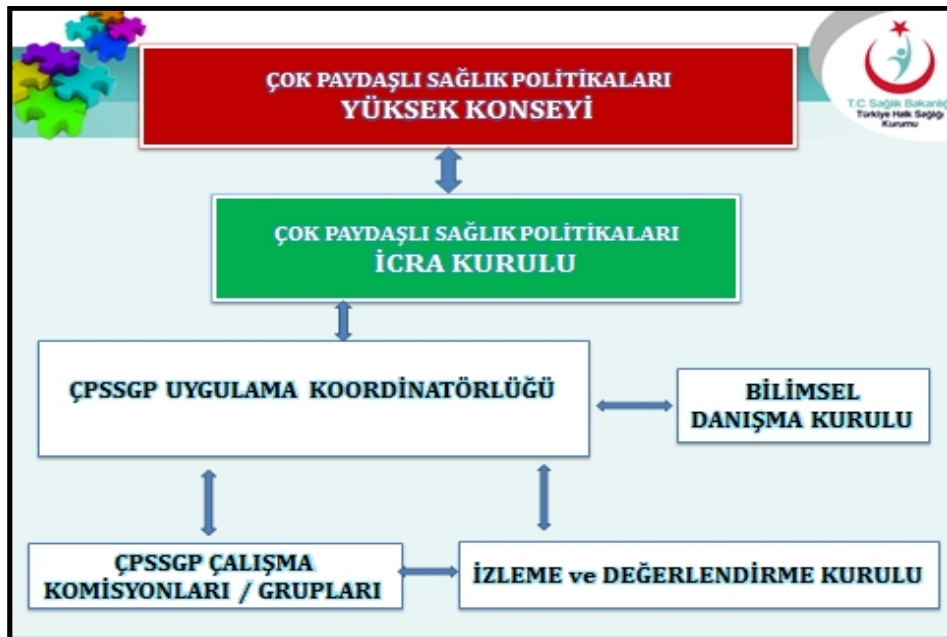 ÇOK PAYDAŞLI SAĞLIK POLİTİKALARI
YÜKSEK KONSEYİ
T.C. Sağlık Bakanlığı
Türkiye Halk Sağlığı
Kurumu
ÇOK PAYDAŞLI SAĞLIK POLİTİKALARI
İCRA KURULU
ÇPSSGP UYGULAMA KOORDİNATÖRLÜĞÜ
BİLİMSEL
DANIŞMA KURULU
ÇPSSGP ÇALIŞMA
KOMİSYONLARI / GRUPLARI
İZLEME ve DEĞERLENDİRME KURULU